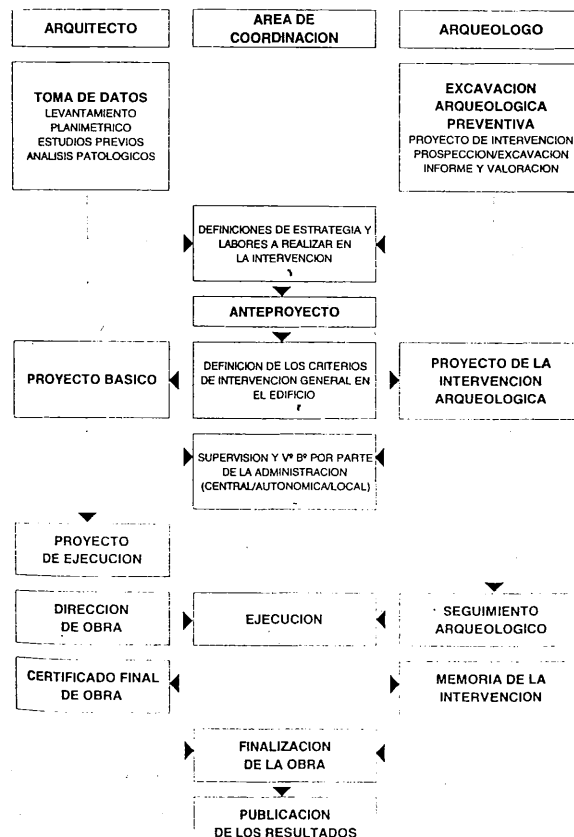 ARQUITECTO
AREA DE
COORDINACION
ARQUEOLOGO
TOMA DE DATOS
LEVANTAMIENTO
PLANIMETRICO
ESTUDIOS PREVIOS
ANALISIS PATOLOGICOS
EXCAVACION
ARQUEOLOGICA
PREVENTIVA
PROYECTO DE INTERVENCION
PROSPECCION/EXCAVACION
INFORME Y VALORACION
DEFINICIONES DE ESTRATEGIA Y
LABORES A REALIZAR EN
LA INTERVENCION
ANTEPROYECTO
PROYECTO BASICO
DEFINICION DE LOS CRITERIOS
DE INTERVENCION GENERAL EN
EL EDIFICIO
PROYECTO DE LA
INTERVENCION
ARQUEOLOGICA
SUPERVISION Y Vº Bº POR PARTE
DE LA ADMINISTRACION
(CENTRAL/AUTONOMICA/LOCAL)
PROYECTO
DE EJECUCION
DIRECCION
DE OBRA
EJECUCION
SEGUIMIENTO
ARQUEOLOGICO
CERTIFICADO FINAL
DE OBRA
MEMORIA DE LA
INTERVENCION
FINALIZACION
DE LA OBRA
PUBLICACION
DE LOS RESULTADOS